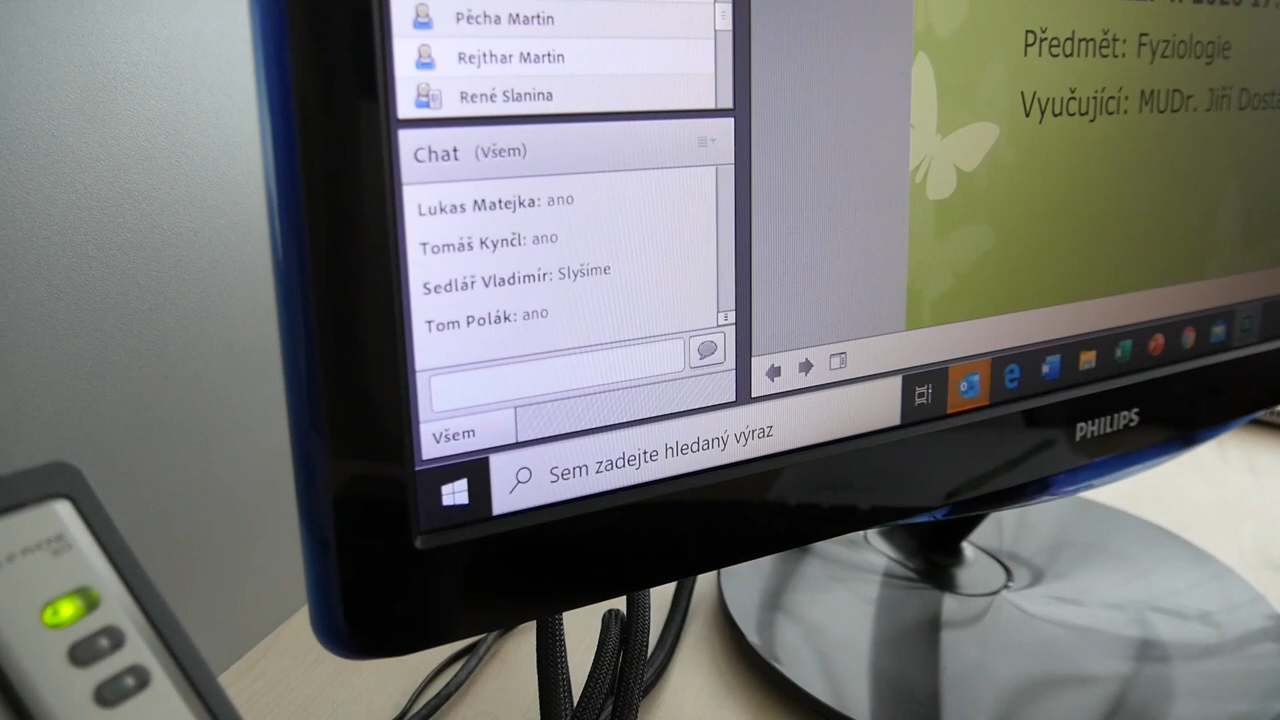 Pěcha Martin
Rejthar Martin
René Slanina
Chat (Všem)
Lukas Matejka: ano
Tomáš Kynčl: ano
Sedlář Vladimír: Slyšíme
Tom Polák: ano
Všem
Předmět: Fyziologie
Vyučující: MUDr. Jiří
Sem zadejte hledaný výraz
PHILIPS